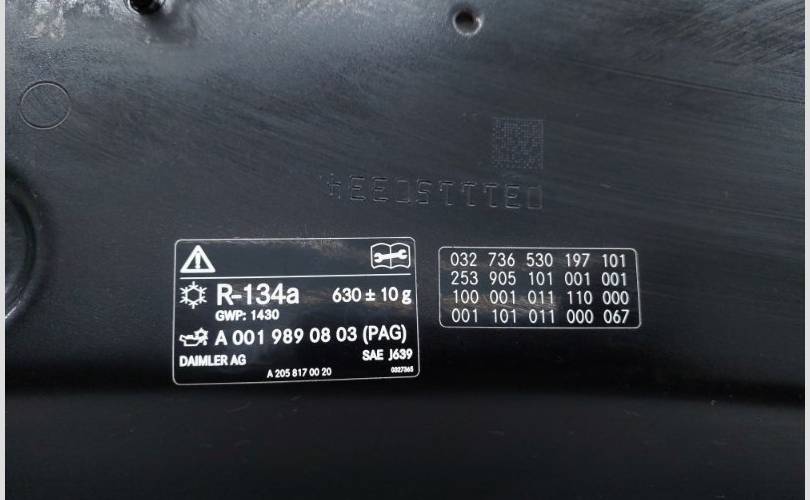 R-134a 630 ± 10 g
GWP: 1430
A 001 989 08 03 (PAG)
DAIMLER AG SAE J639
A 205 817 00 20 0327365
032 736 530 197 101
253 905 101 001 001
100 001 011 110 000
001 101 011 000 067